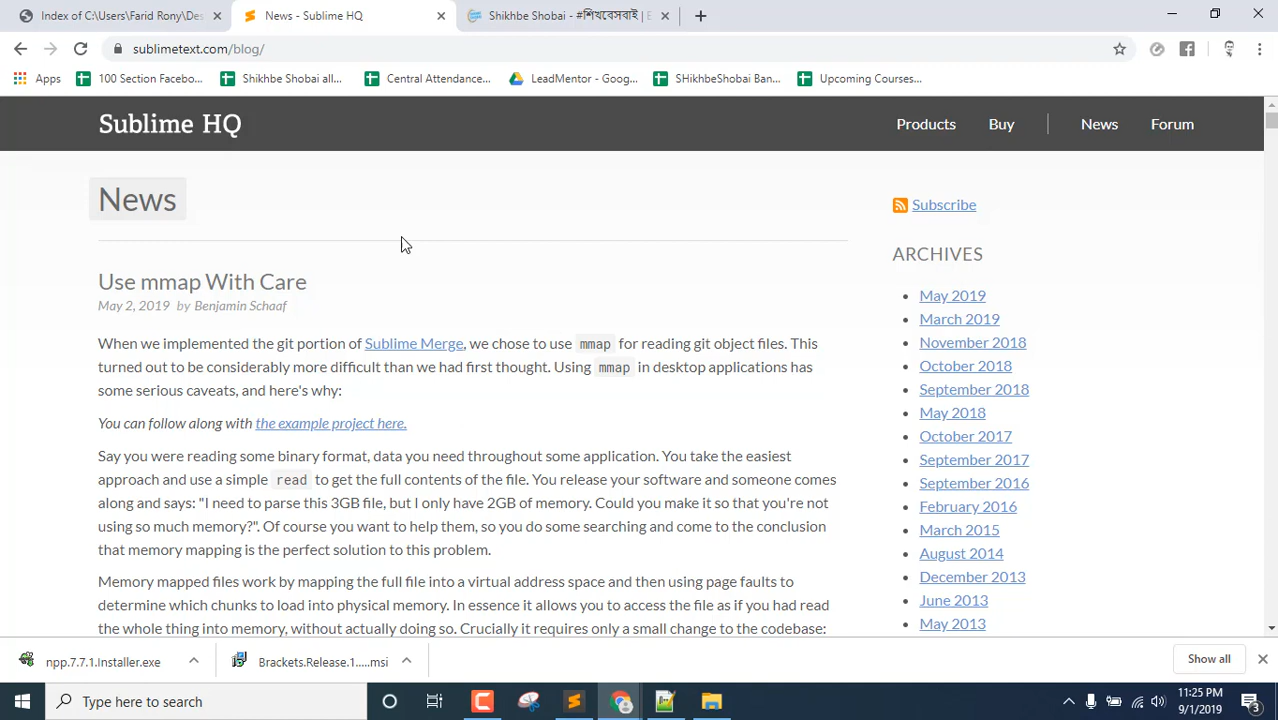 Index of C:\Users\Farid Rony\Des
News - Sublime HQ
Shikhbe Shobai - #শিখবেসবাই | E
sublimetext.com/blog/
Apps
100 Section Facebo...
Shikhbe Shobai all...
Central Attendance...
LeadMentor - Goog...
SHikhbeShobai Ban...
Upcoming Courses...
Sublime HQ
Products
Buy
News
Forum
News
Use mmap With Care
May 2, 2019 by Benjamin Schaaf
When we implemented the git portion of Sublime Merge, we chose to use mmap for reading git object files. This
turned out to be considerably more difficult than we had first thought. Using mmap in desktop applications has
some serious caveats, and here's why:
You can follow along with the example project here.
Say you were reading some binary format, data you need throughout some application. You take the easiest
approach and use a simple read to get the full contents of the file. You release your software and someone comes
along and says: "I need to parse this 3GB file, but I only have 2GB of memory. Could you make it so that you're not
using so much memory?". Of course you want to help them, so you do some searching and come to the conclusion
that memory mapping is the perfect solution to this problem.
Memory mapped files work by mapping the full file into a virtual address space and then using page faults to
determine which chunks to load into physical memory. In essence it allows you to access the file as if you had read
the whole thing into memory, without actually doing so. Crucially it requires only a small change to the codebase:
Subscribe
ARCHIVES
May 2019
March 2019
November 2018
October 2018
September 2018
May 2018
October 2017
September 2017
September 2016
February 2016
March 2015
August 2014
December 2013
June 2013
May 2013
npp.7.7.1.Installer.exe
Brackets.Release.1.....msi
Show all
Type here to search
11:25 PM
9/1/2019
3